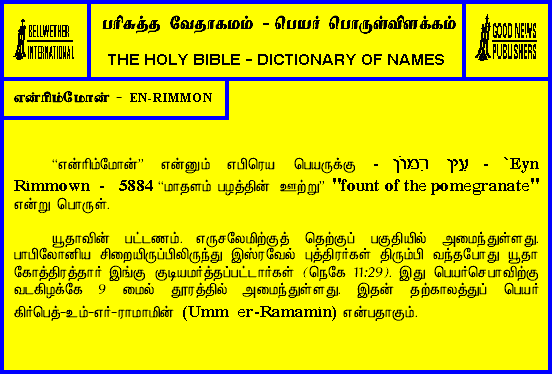 BELLWETHER
INTERNATIONAL
பரிசுத்த வேதாகமம் - பெயர் பொருள்விளக்கம்
THE HOLY BIBLE - DICTIONARY OF NAMES
GOOD NEWS
PUBLISHERS
என்ரிம்மோன் - EN-RIMMON
“என்ரிம்மோன்” என்னும் எபிரெய பெயருக்கு - עין רמון - `Eyn
Rimmown - 5884 “மாதளம் பழத்தின் ஊற்று” "fount of the pomegranate"
என்று பொருள்.
யூதாவின் பட்டணம். எருசலேமிற்குத் தெற்குப் பகுதியில் அமைந்துள்ளது.
பாபிலோனிய சிறையிருப்பிலிருந்து இஸ்ரவேல் புத்திரர்கள் திரும்பி வந்தபோது யூதா
கோத்திரத்தார் இங்கு குடியமர்த்தப்பட்டார்கள் (நெகே 11:29). இது பெயர்செபாவிற்கு
வடகிழக்கே 9 மைல் தூரத்தில் அமைந்துள்ளது. இதன் தற்காலத்துப் பெயர்
கிர்பெத்-உம்-எர்-ராமாமின் (Umm er-Ramamin) என்பதாகும்.